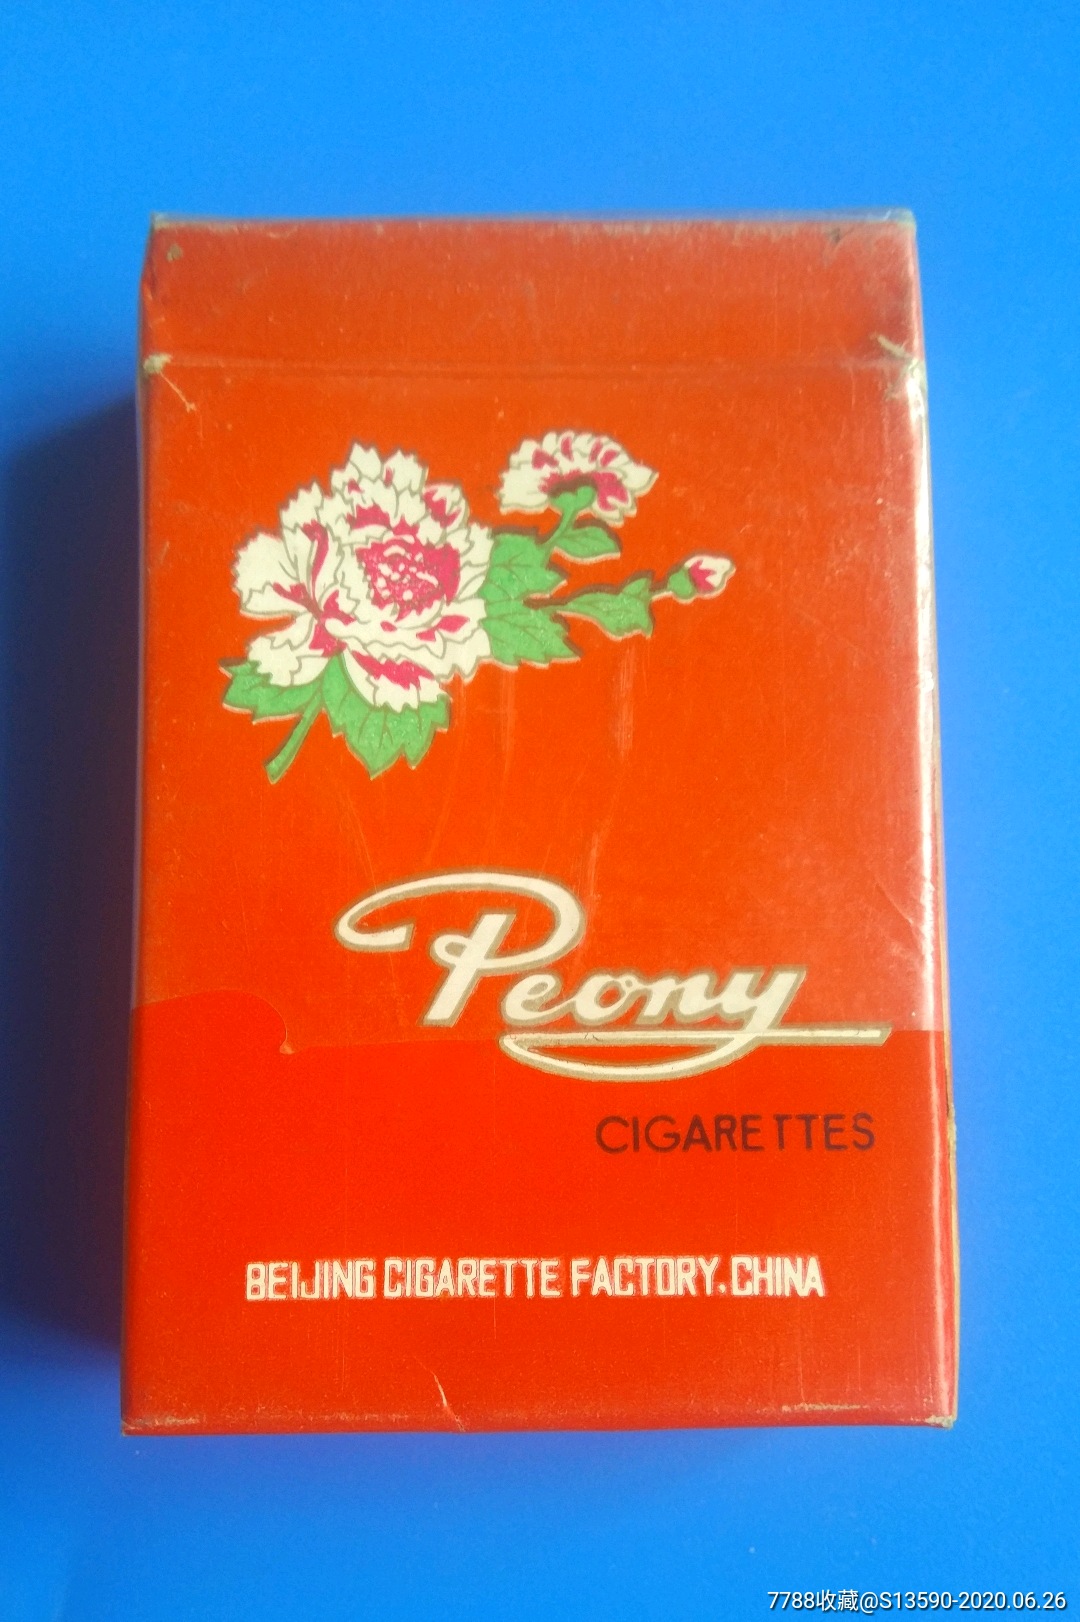 Peony
CIGARETTES
BEIJING CIGARETTE FACTORY.CHINA
7788收藏@S13590-2020.06.26